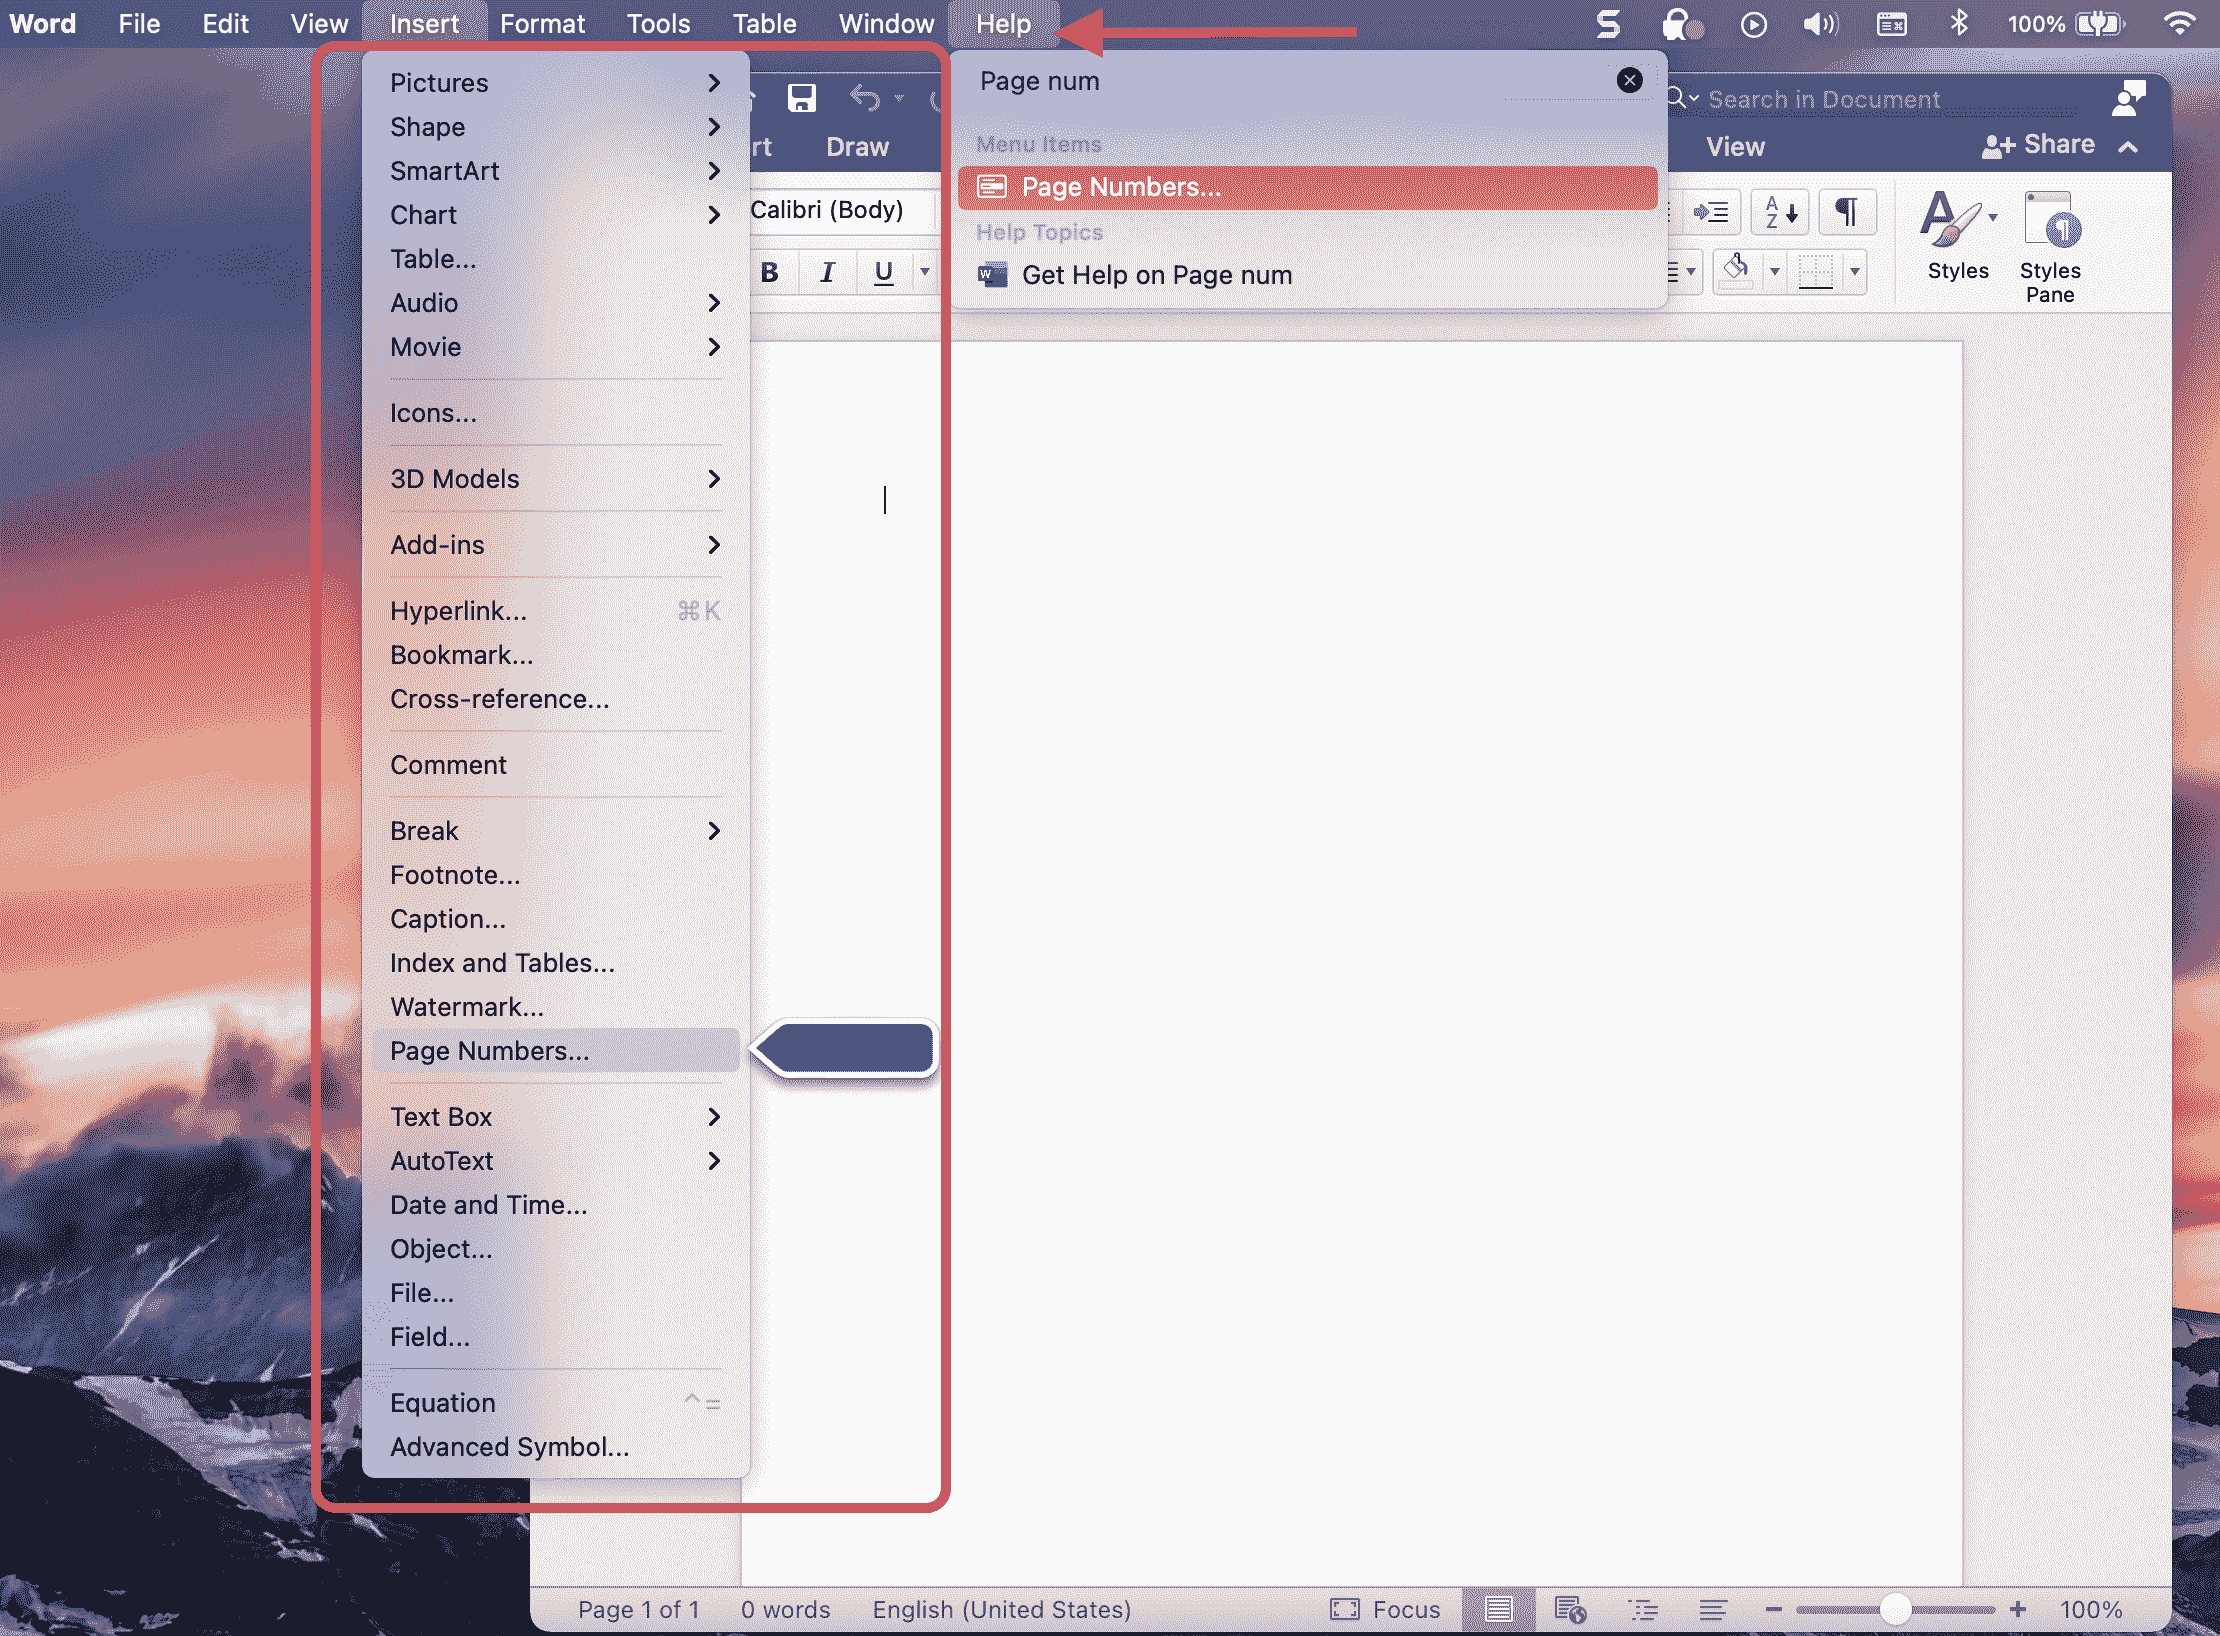 Word File Edit View Insert Format Tools Table Window Help 100%
Page num
Search in Document
Draw
View
Share
Menu Items
Page Numbers...
Help Topics
Get Help on Page num
Calibri (Body)
B I U
A
Z
¶
Styles
Styles
Pane
Pictures
Shape
SmartArt
Chart
Table...
Audio
Movie
Icons...
3D Models
Add-ins
Hyperlink... ⌘K
Bookmark...
Cross-reference...
Comment
Break
Footnote...
Caption...
Index and Tables...
Watermark...
Page Numbers...
Text Box
AutoText
Date and Time...
Object...
File...
Field...
Equation ^=
Advanced Symbol...
Page 1 of 1 0 words English (United States) Focus 100%